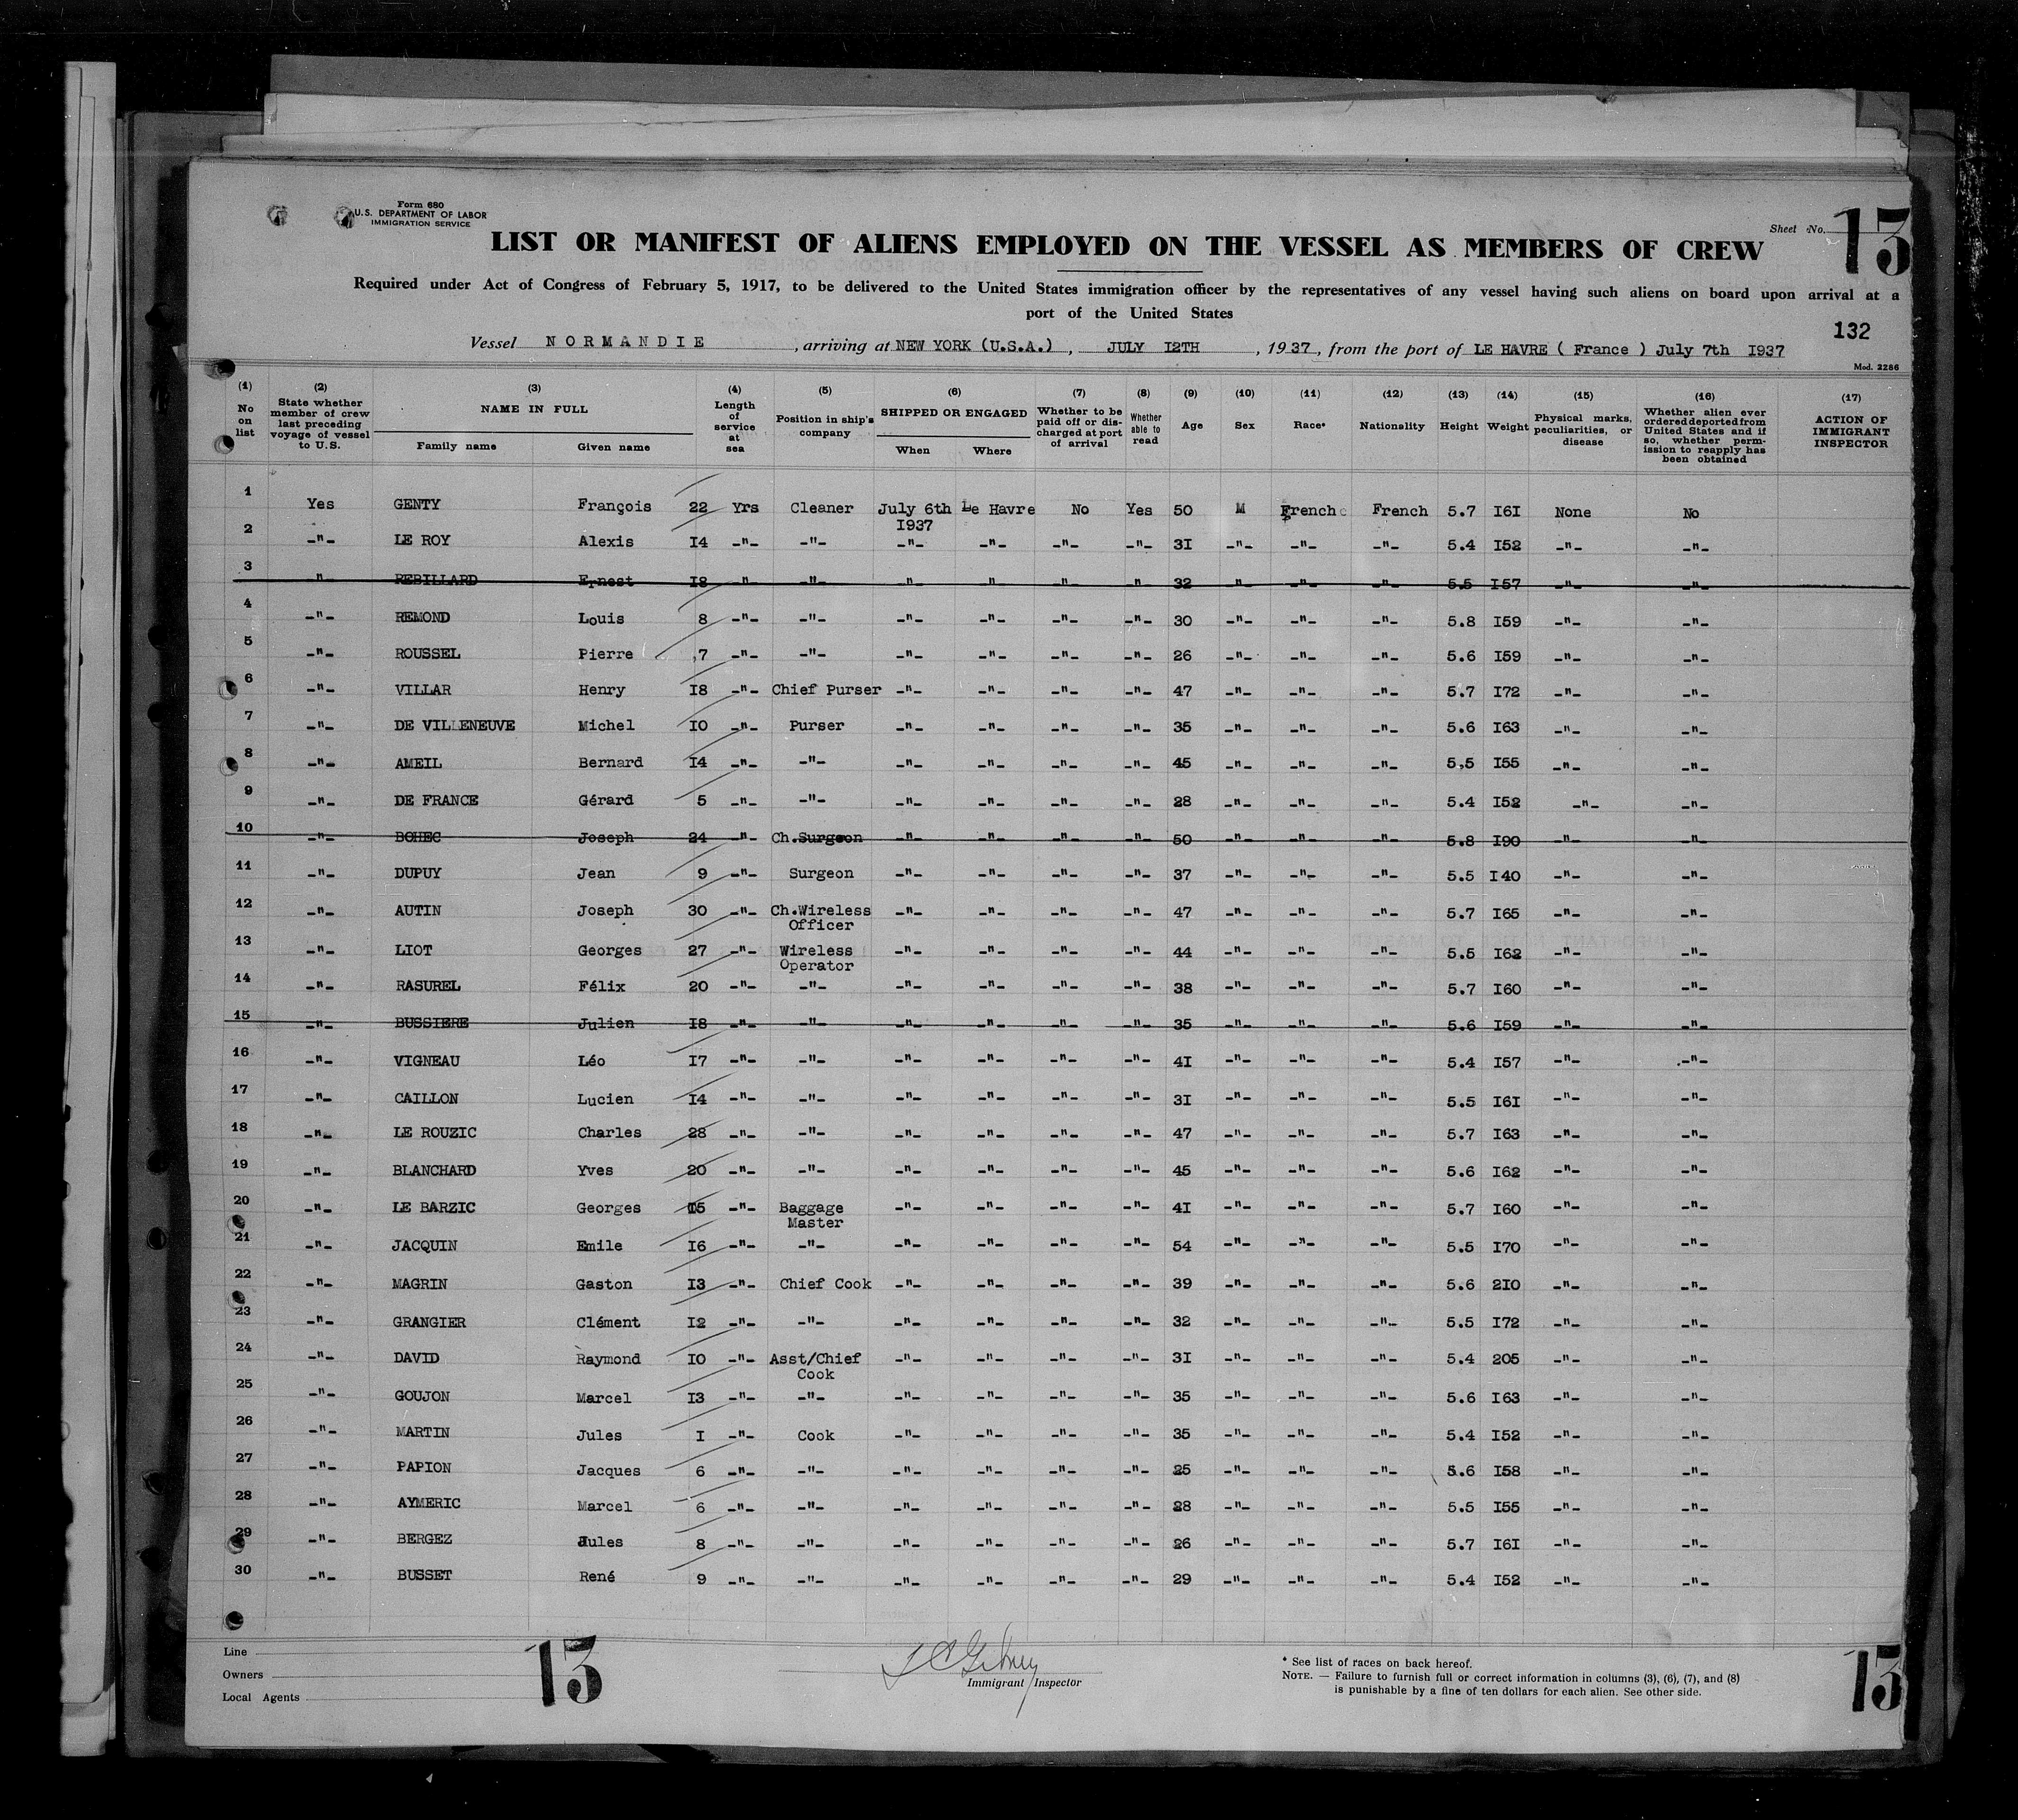 Form 680
U.S. DEPARTMENT OF LABOR
IMMIGRATION SERVICE
Sheet No. 13
LIST OR MANIFEST OF ALIENS EMPLOYED ON THE VESSEL AS MEMBERS OF CREW
Required under Act of Congress of February 5, 1917, to be delivered to the United States immigration officer by the representatives of any vessel having such aliens on board upon arrival at a
port of the United States
132
Vessel NORMANDIE, arriving at NEW YORK (U.S.A.), JULY I2TH, 1937, from the port of LE HAVRE ( France ) July 7th I937
Mod. 2286
(1) No on list (2) State whether member of crew last preceding voyage of vessel to U.S. (3) NAME IN FULL Family name Given name (4) Length of service at sea (5) Position in ship's company (6) SHIPPED OR ENGAGED When Where (7) Whether to be paid off or discharged at port of arrival (8) Whether able to read (9) Age (10) Sex (11) Race* (12) Nationality (13) Height (14) Weight (15) Physical marks, peculiarities, or disease (16) Whether alien ever ordered deported from United States and if so, whether permission to reapply has been obtained (17) ACTION OF IMMIGRANT INSPECTOR
1 Yes GENTY François 22 Yrs Cleaner July 6th I937 Le Havre No Yes 50 M French French 5.7 I6I None No
2 -"- LE ROY Alexis I4 -"- -"- -"- -"- -"- -"- 3I -"- -"- -"- 5.4 I52 -"- -"-
3 -"- REBILLARD Ernest I8 -"- -"- -"- -"- -"- -"- 32 -"- -"- -"- 5.5 I57 -"- -"-
4 -"- REMOND Louis 8 -"- -"- -"- -"- -"- -"- 30 -"- -"- -"- 5.8 I59 -"- -"-
5 -"- ROUSSEL Pierre 7 -"- -"- -"- -"- -"- -"- 26 -"- -"- -"- 5.6 I59 -"- -"-
6 -"- VILLAR Henry I8 -"- Chief Purser -"- -"- -"- -"- 47 -"- -"- -"- 5.7 I72 -"- -"-
7 -"- DE VILLENEUVE Michel IO -"- Purser -"- -"- -"- -"- 35 -"- -"- -"- 5.6 I63 -"- -"-
8 -"- AMEIL Bernard I4 -"- -"- -"- -"- -"- -"- 45 -"- -"- -"- 5,5 I55 -"- -"-
9 -"- DE FRANCE Gérard 5 -"- -"- -"- -"- -"- -"- 28 -"- -"- -"- 5.4 I52 -"- -"-
10 -"- BOHEC Joseph 24 -"- Ch.Surgeon -"- -"- -"- -"- 50 -"- -"- -"- 5.8 I90 -"- -"-
11 -"- DUPUY Jean 9 -"- Surgeon -"- -"- -"- -"- 37 -"- -"- -"- 5.5 I40 -"- -"-
12 -"- AUTIN Joseph 30 -"- Ch.Wireless Officer -"- -"- -"- -"- 47 -"- -"- -"- 5.7 I65 -"- -"-
13 -"- LIOT Georges 27 -"- Wireless Operator -"- -"- -"- -"- 44 -"- -"- -"- 5.5 I62 -"- -"-
14 -"- RASUREL Félix 20 -"- -"- -"- -"- -"- -"- 38 -"- -"- -"- 5.7 I60 -"- -"-
15 -"- BUSSIERE Julien I8 -"- -"- -"- -"- -"- -"- 35 -"- -"- -"- 5.6 I59 -"- -"-
16 -"- VIGNEAU Léo I7 -"- -"- -"- -"- -"- -"- 4I -"- -"- -"- 5.4 I57 -"- -"-
17 -"- CAILLON Lucien I4 -"- -"- -"- -"- -"- -"- 3I -"- -"- -"- 5.5 I6I -"- -"-
18 -"- LE ROUZIC Charles 28 -"- -"- -"- -"- -"- -"- 47 -"- -"- -"- 5.7 I63 -"- -"-
19 -"- BLANCHARD Yves 20 -"- -"- -"- -"- -"- -"- 45 -"- -"- -"- 5.6 I62 -"- -"-
20 -"- LE BARZIC Georges I5 -"- Baggage Master -"- -"- -"- -"- 4I -"- -"- -"- 5.7 I60 -"- -"-
21 -"- JACQUIN Emile I6 -"- -"- -"- -"- -"- -"- 54 -"- -"- -"- 5.5 I70 -"- -"-
22 -"- MAGRIN Gaston I3 -"- Chief Cook -"- -"- -"- -"- 39 -"- -"- -"- 5.6 2I0 -"- -"-
23 -"- GRANGIER Clément I2 -"- -"- -"- -"- -"- -"- 32 -"- -"- -"- 5.5 I72 -"- -"-
24 -"- DAVID Raymond IO -"- Asst/Chief Cook -"- -"- -"- -"- 3I -"- -"- -"- 5.4 205 -"- -"-
25 -"- GOUJON Marcel I3 -"- -"- -"- -"- -"- -"- 35 -"- -"- -"- 5.6 I63 -"- -"-
26 -"- MARTIN Jules I -"- Cook -"- -"- -"- -"- 35 -"- -"- -"- 5.4 I52 -"- -"-
27 -"- PAPION Jacques 6 -"- -"- -"- -"- -"- -"- 25 -"- -"- -"- 5.6 I58 -"- -"-
28 -"- AYMERIC Marcel 6 -"- -"- -"- -"- -"- -"- 28 -"- -"- -"- 5.5 I55 -"- -"-
29 -"- BERGEZ Jules 8 -"- -"- -"- -"- -"- -"- 26 -"- -"- -"- 5.7 I6I -"- -"-
30 -"- BUSSET René 9 -"- -"- -"- -"- -"- -"- 29 -"- -"- -"- 5.4 I52 -"- -"-
Line
Owners
Local Agents
13
Immigrant Inspector
* See list of races on back hereof.
NOTE. — Failure to furnish full or correct information in columns (3), (6), (7), and (8)
is punishable by a fine of ten dollars for each alien. See other side.
13